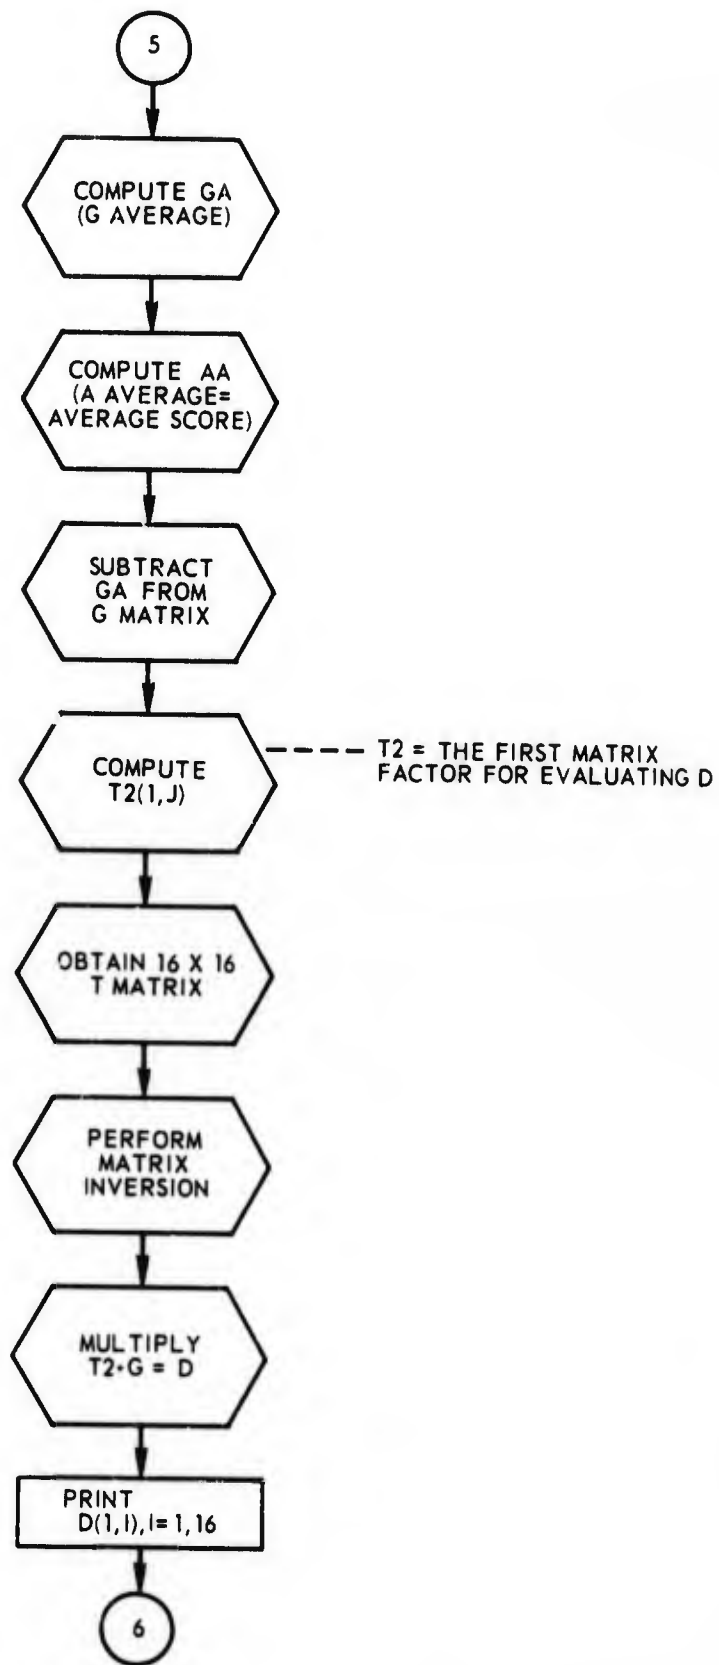 5
COMPUTE GA
(G AVERAGE)
COMPUTE AA
(A AVERAGE=
AVERAGE SCORE)
SUBTRACT
GA FROM
G MATRIX
COMPUTE
T2(1,J)
T2 = THE FIRST MATRIX
FACTOR FOR EVALUATING D
OBTAIN 16 X 16
T MATRIX
PERFORM
MATRIX
INVERSION
MULTIPLY
T2·G = D
PRINT
D(1,I),I=1,16
6